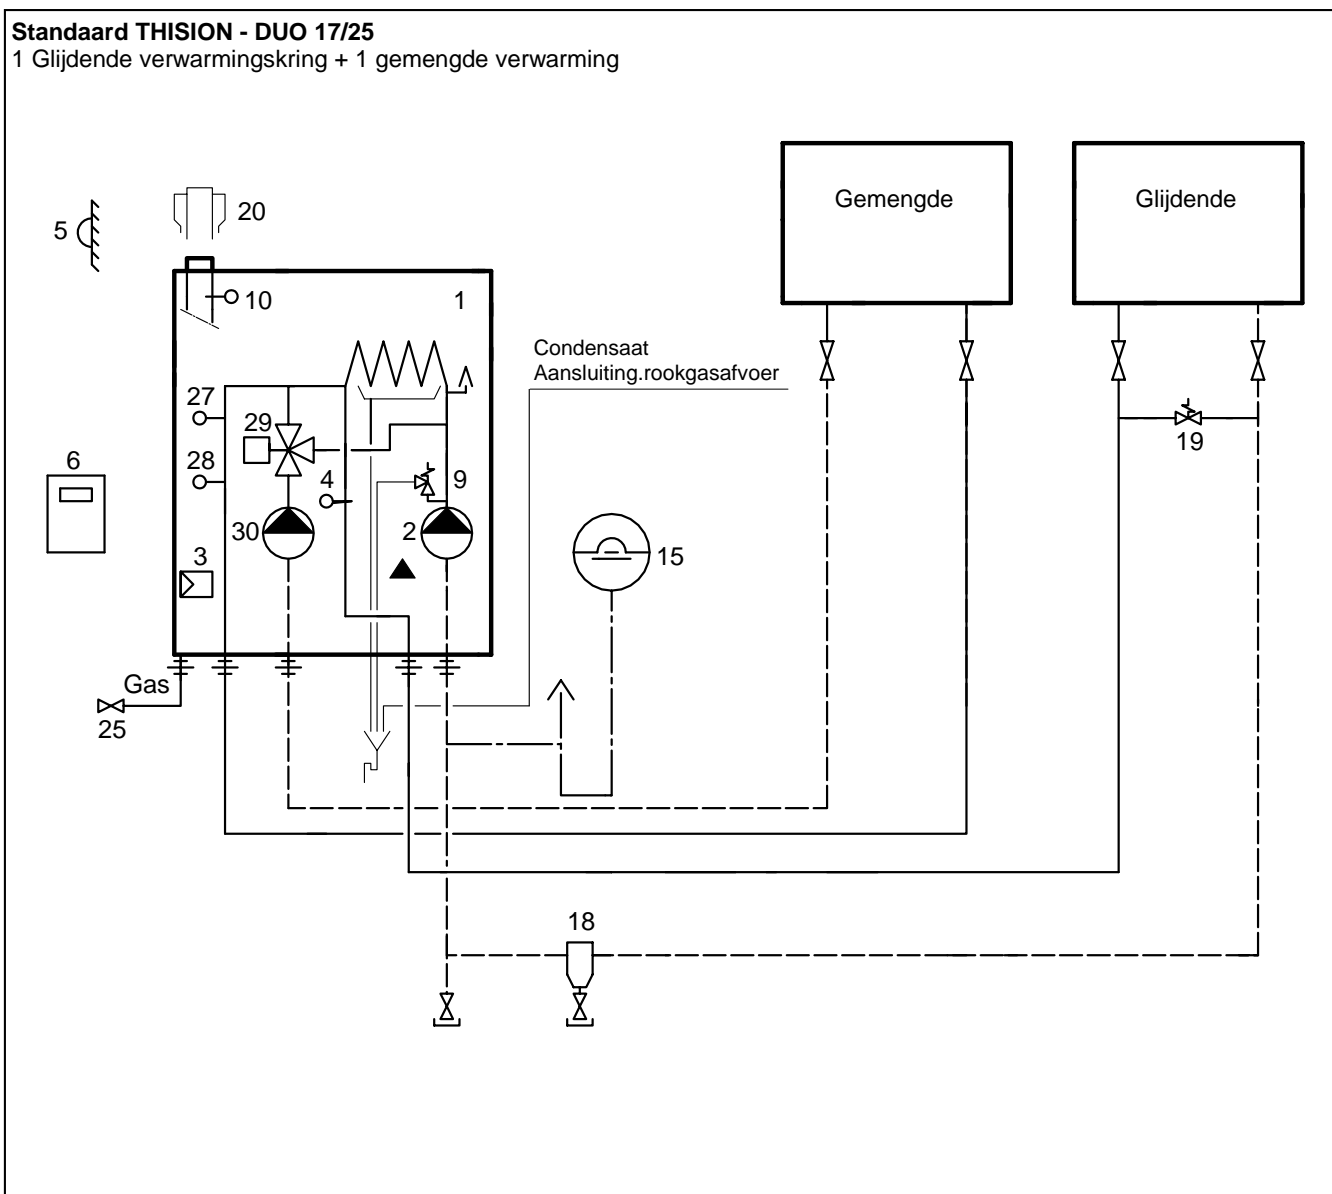 Standaard THISION - DUO 17/25
1 Glijdende verwarmingskring + 1 gemengde verwarming
Gemengde
Glijdende
5
20
10
1
Condensaat
Aansluiting.rookgasafvoer
27
29
19
6
28
4
9
30
2
15
3
Gas
25
18